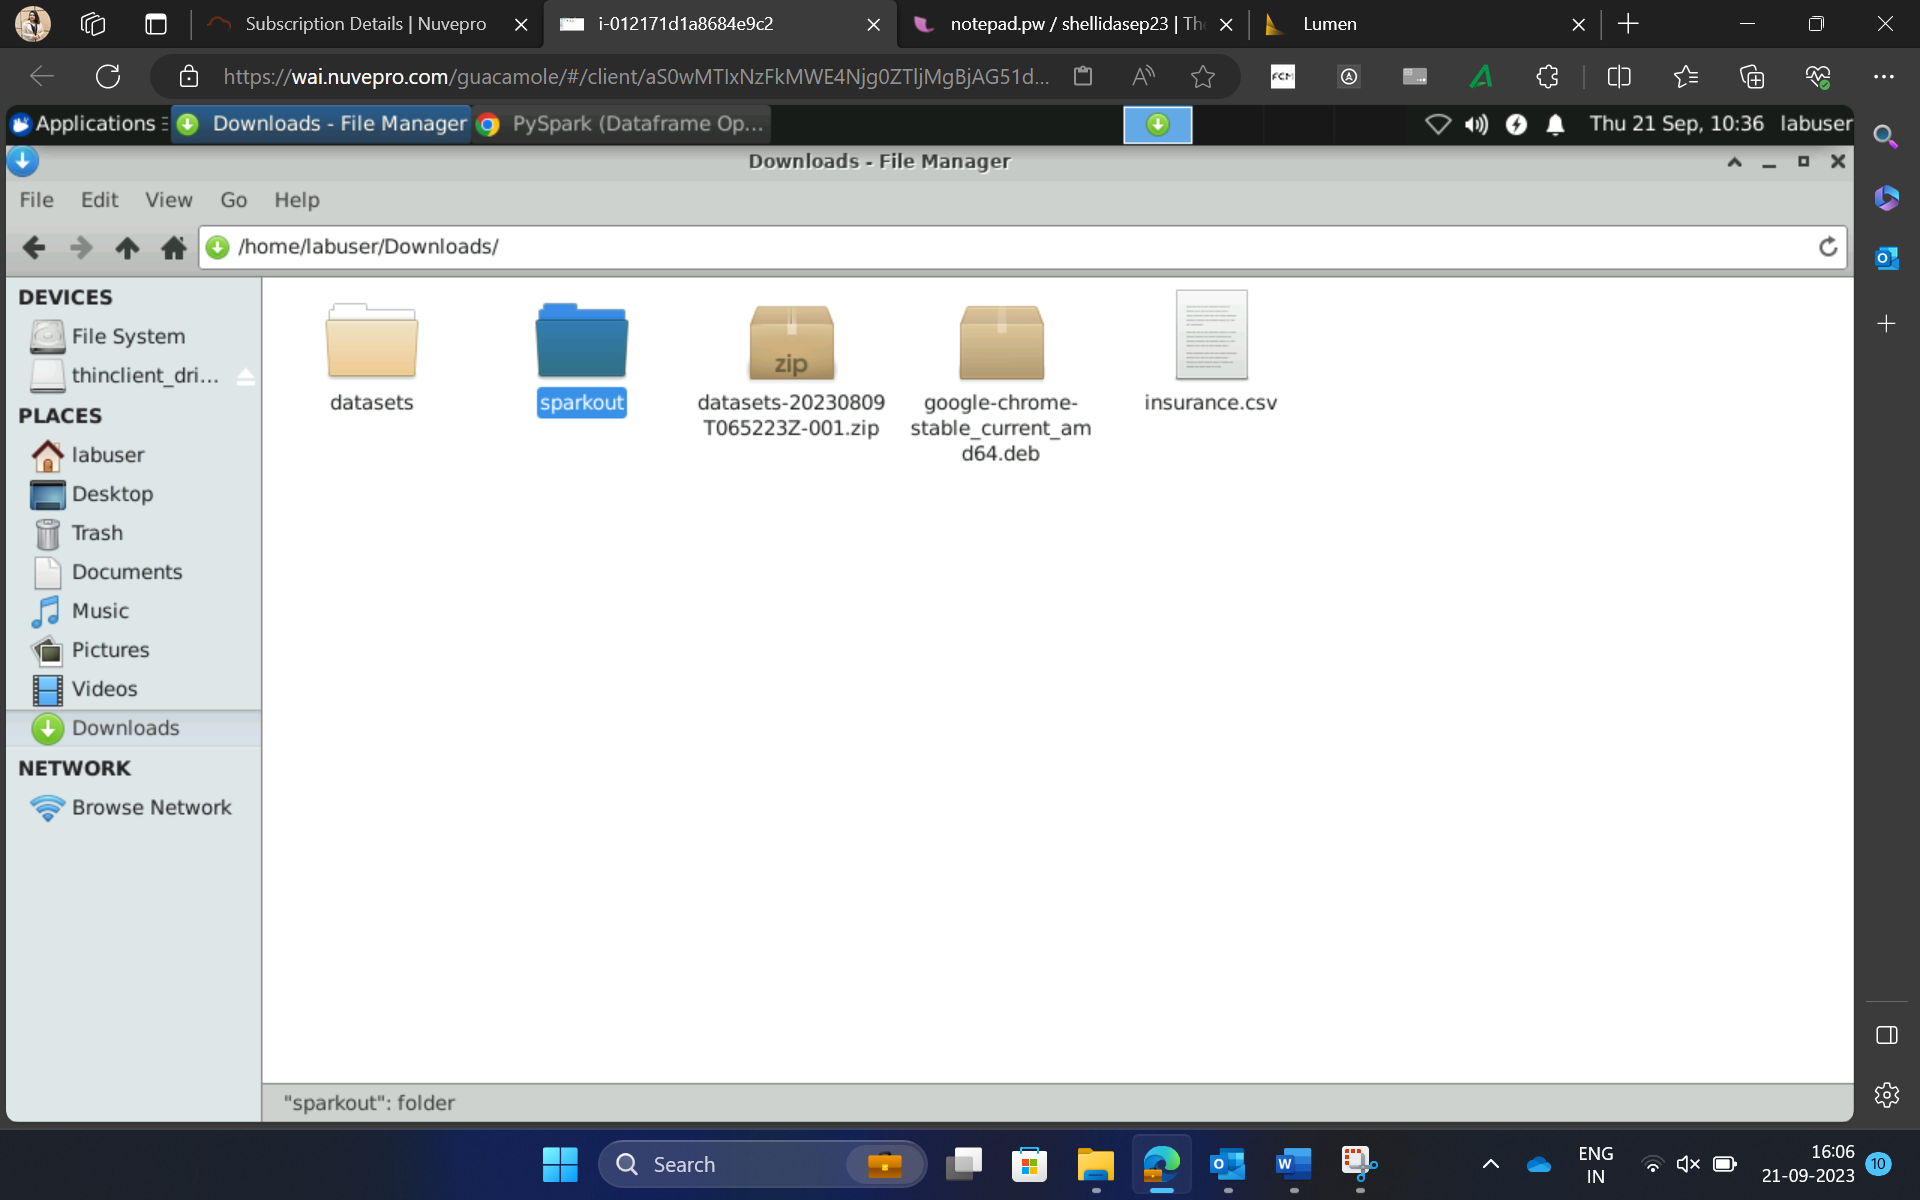 Subscription Details | Nuvepro
i-012171d1a8684e9c2
notepad.pw / shellidasep23 | The
Lumen
https://wai.nuvepro.com/guacamole/#/client/aS0wMTIxNzFkMWE4Njg0ZTljMgBjAG51d...
Applications
Downloads - File Manager
PySpark (Dataframe Op...
Thu 21 Sep, 10:36
labuser
Downloads - File Manager
File Edit View Go Help
/home/labuser/Downloads/
DEVICES
File System
thinclient_dri...
PLACES
labuser
Desktop
Trash
Documents
Music
Pictures
Videos
Downloads
NETWORK
Browse Network
datasets
sparkout
zip
datasets-20230809
T065223Z-001.zip
google-chrome-
stable_current_am
d64.deb
insurance.csv
"sparkout": folder
Search
ENG
IN
16:06
21-09-2023
10